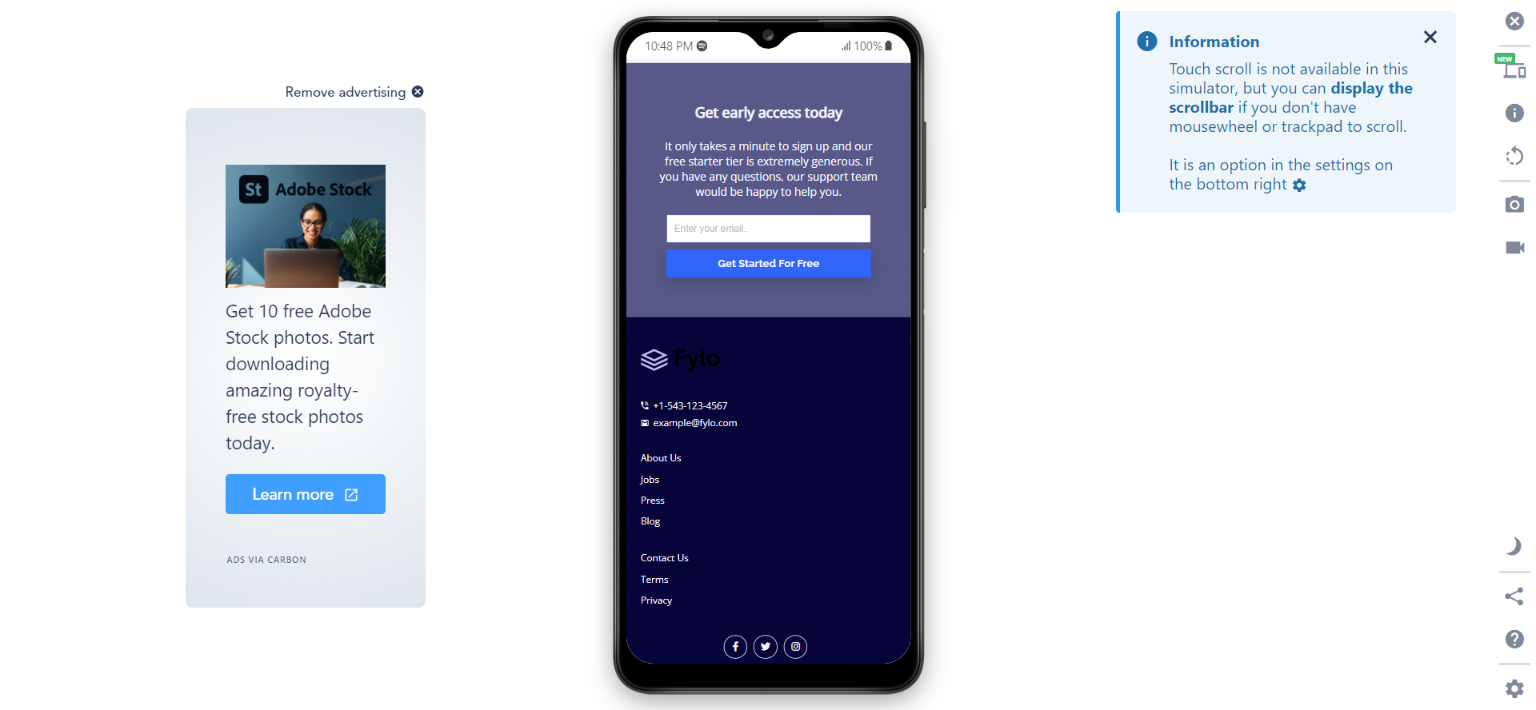 Remove advertising
St Adobe Stock
Get 10 free Adobe
Stock photos. Start
downloading
amazing royalty-
free stock photos
today.
Learn more
ADS VIA CARBON
10:48 PM
100%
Get early access today
It only takes a minute to sign up and our
free starter tier is extremely generous. If
you have any questions, our support team
would be happy to help you.
Enter your email..
Get Started For Free
Fylo
+1-543-123-4567
example@fylo.com
About Us
Jobs
Press
Blog
Contact Us
Terms
Privacy
Information
Touch scroll is not available in this
simulator, but you can display the
scrollbar if you don't have
mousewheel or trackpad to scroll.
It is an option in the settings on
the bottom right
NEW